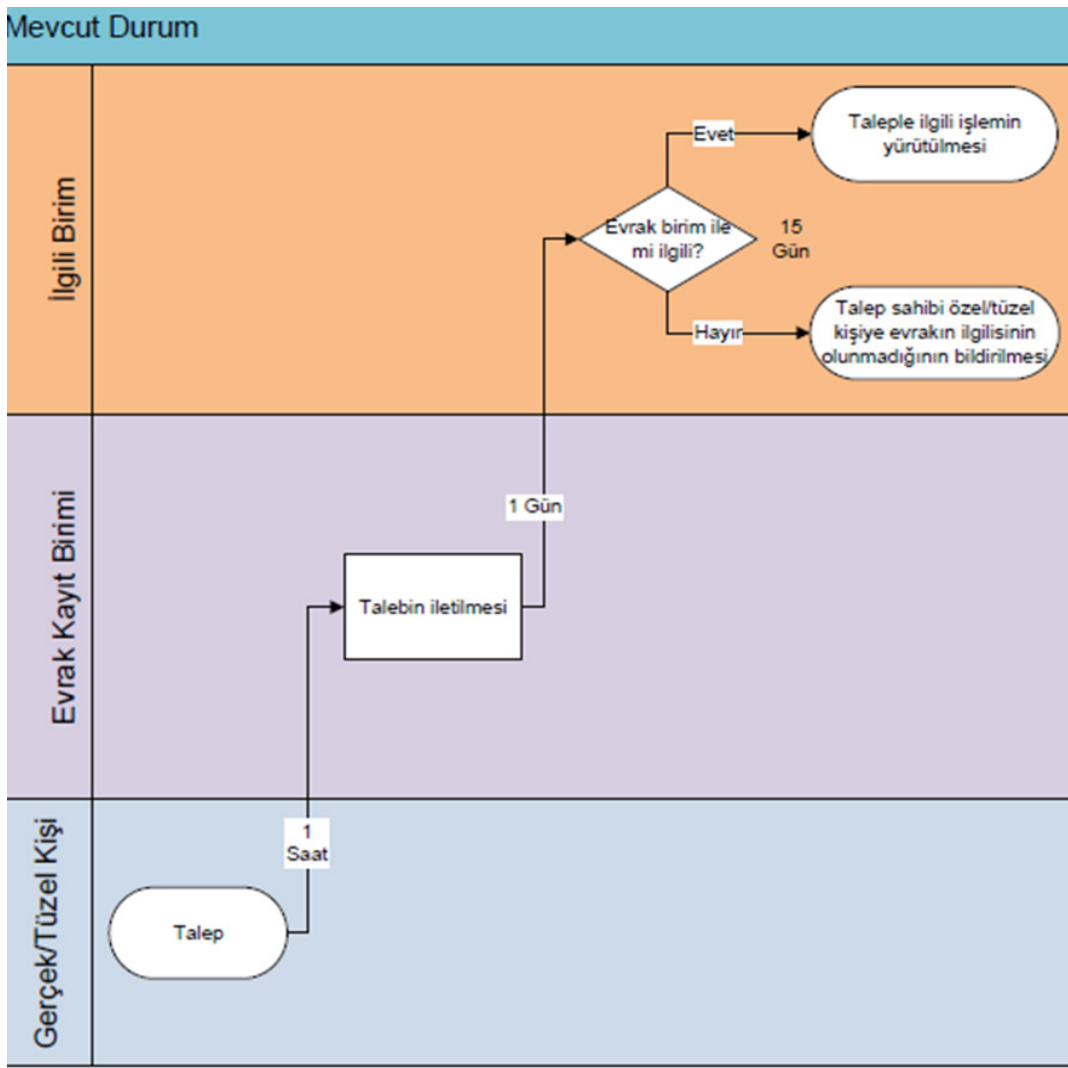 Mevcut Durum
İlgili Birim
Evet
Taleple ilgili işlemin
yürütülmesi
Evrak birim ile
mi ilgili?
15
Gün
Hayır
Talep sahibi özel/tüzel
kişiye evrakın ilgilisinin
olunmadığının bildirilmesi
Evrak Kayıt Birimi
1 Gün
Talebin iletilmesi
Gerçek/Tüzel Kişi
1
Saat
Talep